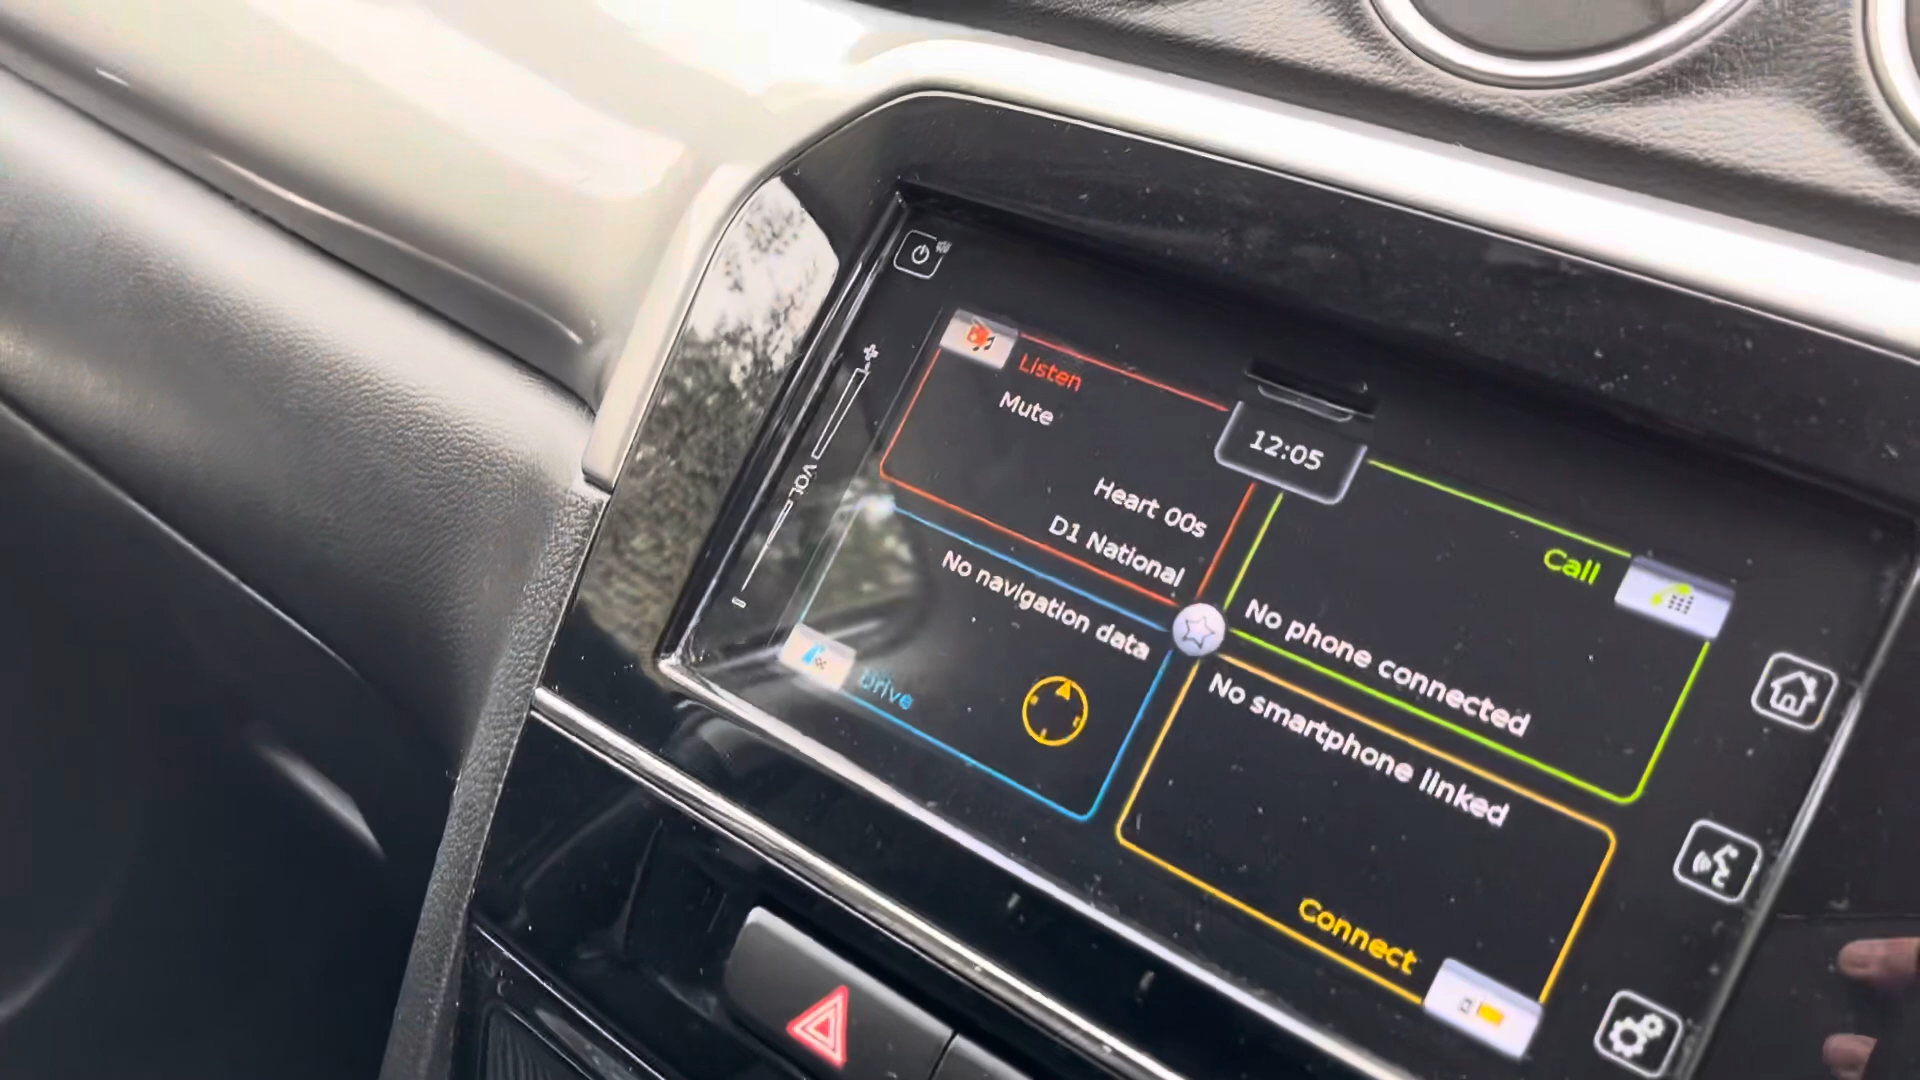 Listen
Mute
12:05
Heart 00s
D1 National
VOL
No navigation data
Drive
Call
No phone connected
No smartphone linked
Connect